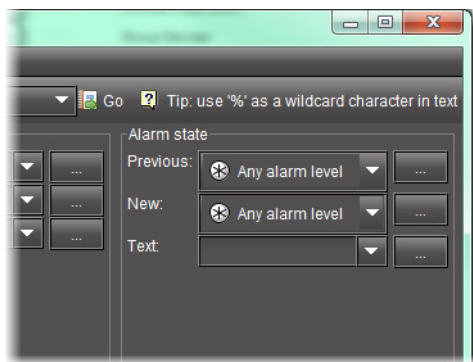 Go Tip: use '%' as a wildcard character in text
Alarm state
Previous: Any alarm level ...
...
New: Any alarm level ...
...
Text: ...
...